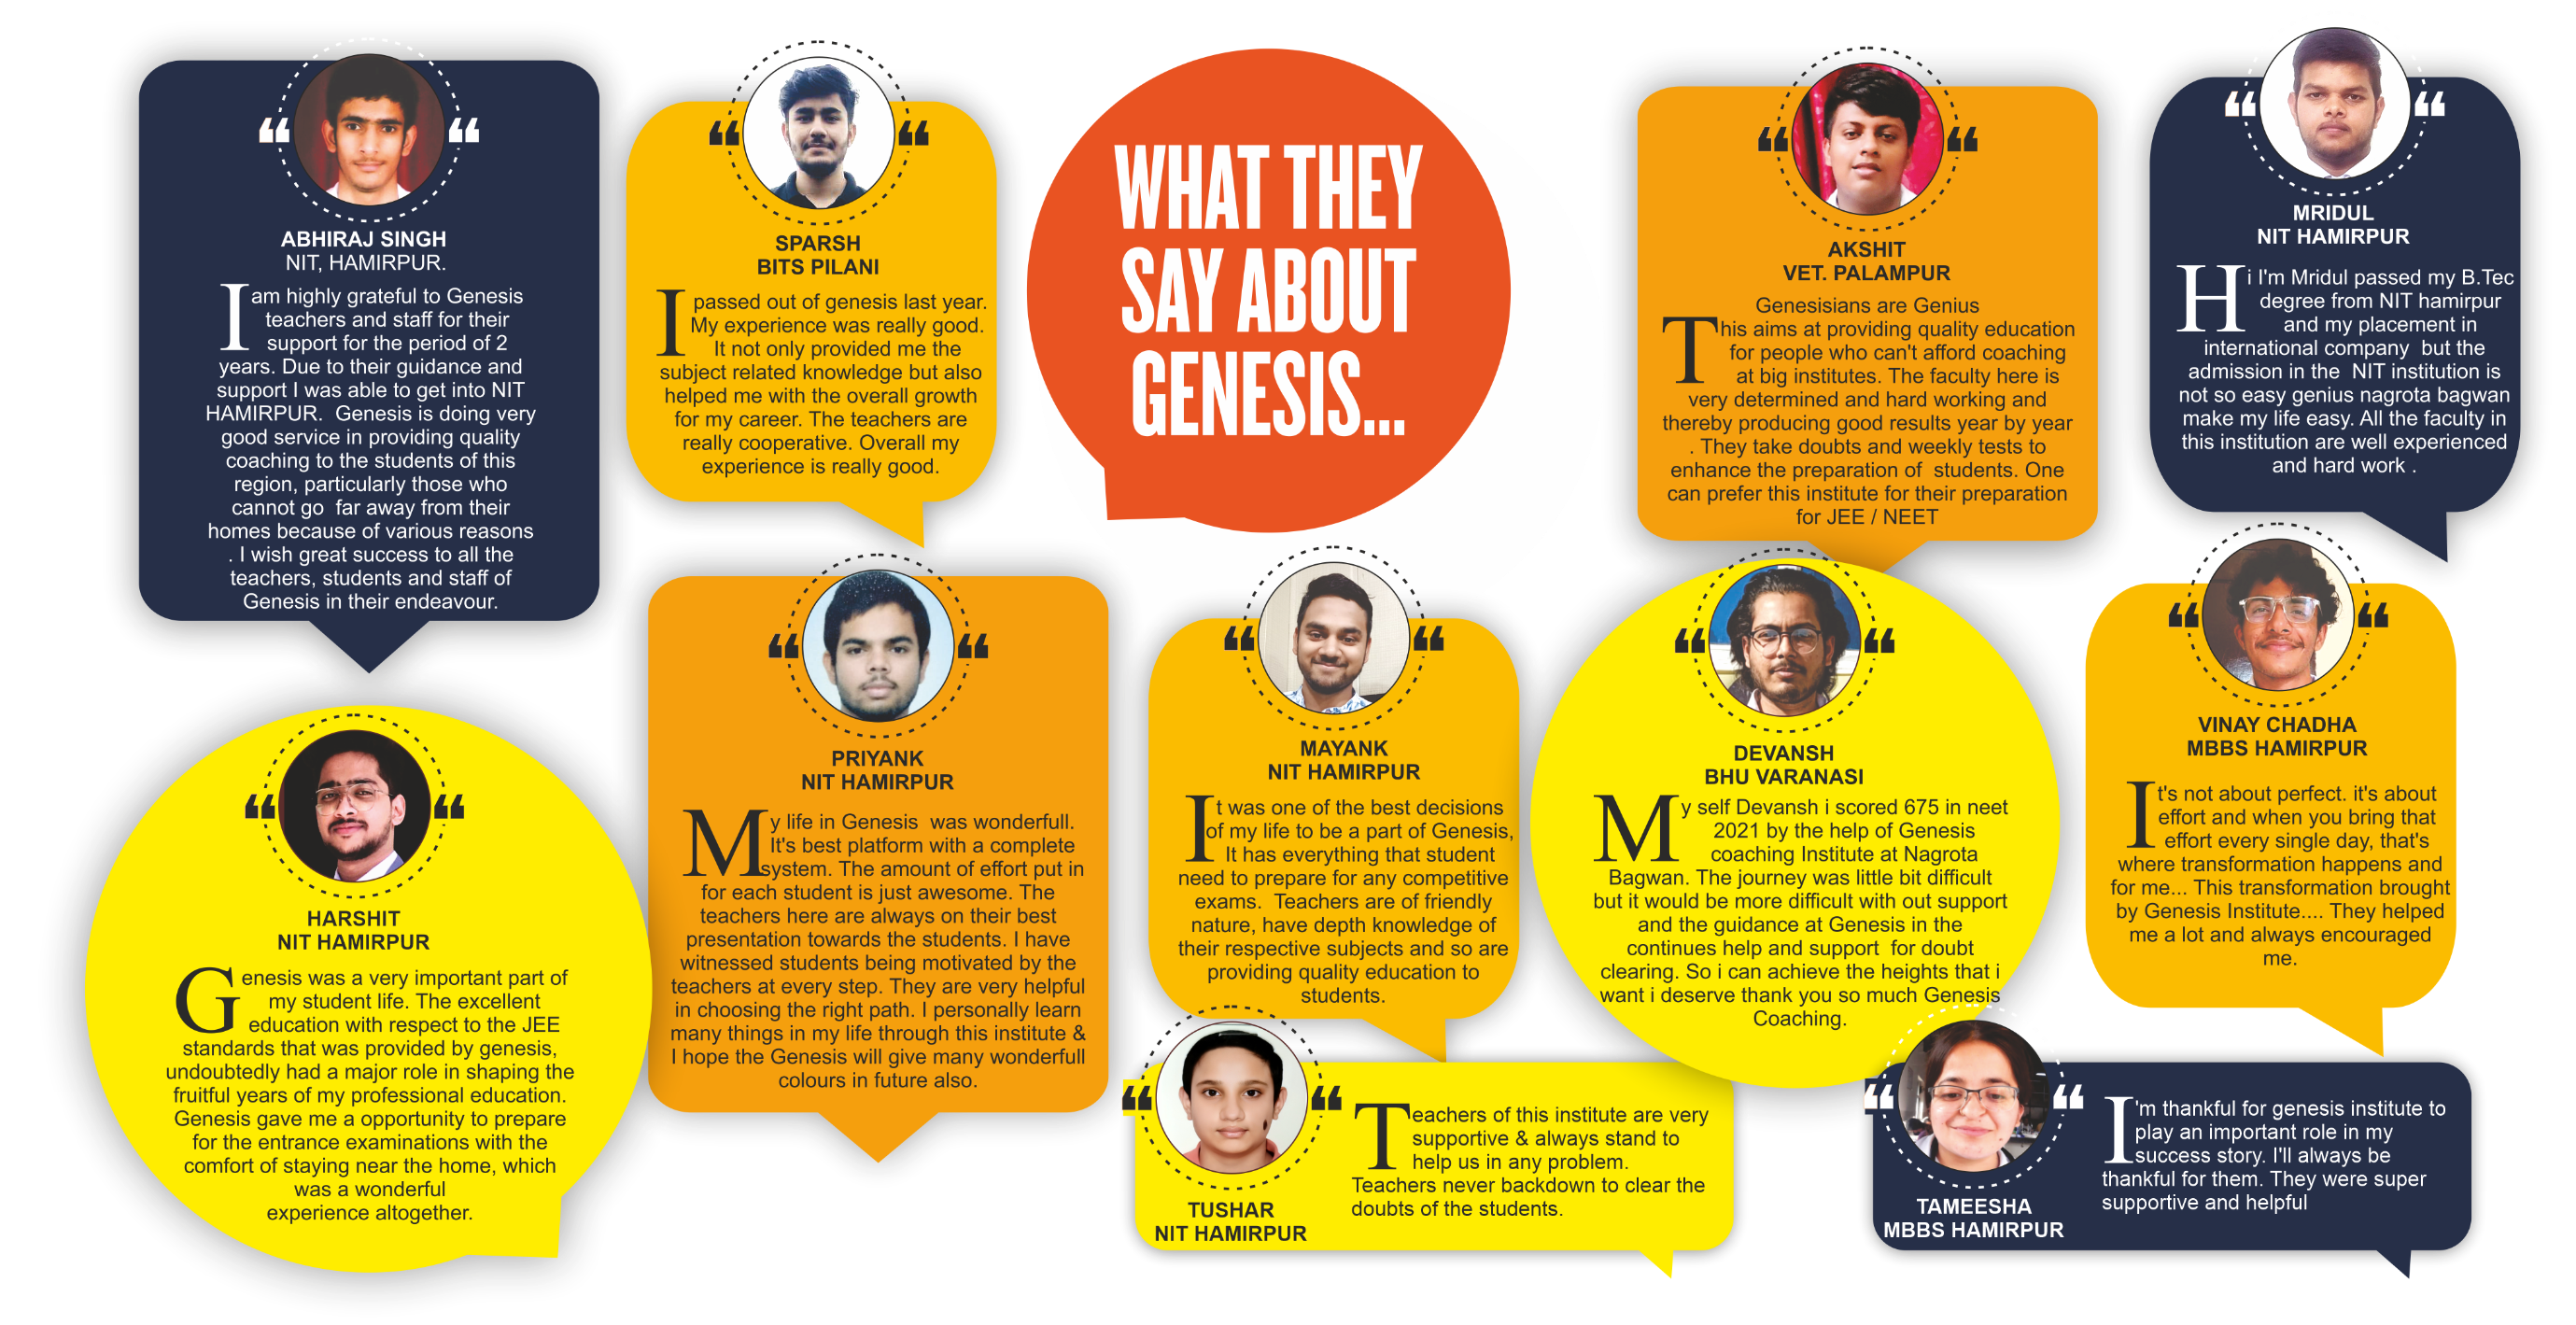 ABHIRAJ SINGH
NIT, HAMIRPUR.
I am highly grateful to Genesis
teachers and staff for their
support for the period of 2
years. Due to their guidance and
support I was able to get into NIT
HAMIRPUR. Genesis is doing very
good service in providing quality
coaching to the students of this
region, particularly those who
cannot go far away from their
homes because of various reasons
. I wish great success to all the
teachers, students and staff of
Genesis in their endeavour.
SPARSH
BITS PILANI
I passed out of genesis last year.
My experience was really good.
It not only provided me the
subject related knowledge but also
helped me with the overall growth
for my career. The teachers are
really cooperative. Overall my
experience is really good.
WHAT THEY
SAY ABOUT
GENESIS...
AKSHIT
VET. PALAMPUR
Genesisians are Genius
This aims at providing quality education
for people who can't afford coaching
at big institutes. The faculty here is
very determined and hard working and
thereby producing good results year by year
. They take doubts and weekly tests to
enhance the preparation of students. One
can prefer this institute for their preparation
for JEE / NEET
MRIDUL
NIT HAMIRPUR
Hi I'm Mridul passed my B.Tec
degree from NIT hamirpur
and my placement in
international company but the
admission in the NIT institution is
not so easy genius nagrota bagwan
make my life easy. All the faculty in
this institution are well experienced
and hard work .
HARSHIT
NIT HAMIRPUR
Genesis was a very important part of
my student life. The excellent
education with respect to the JEE
standards that was provided by genesis,
undoubtedly had a major role in shaping the
fruitful years of my professional education.
Genesis gave me a opportunity to prepare
for the entrance examinations with the
comfort of staying near the home, which
was a wonderful
experience altogether.
PRIYANK
NIT HAMIRPUR
My life in Genesis was wonderfull.
It's best platform with a complete
system. The amount of effort put in
for each student is just awesome. The
teachers here are always on their best
presentation towards the students. I have
witnessed students being motivated by the
teachers at every step. They are very helpful
in choosing the right path. I personally learn
many things in my life through this institute &
I hope the Genesis will give many wonderfull
colours in future also.
MAYANK
NIT HAMIRPUR
It was one of the best decisions
of my life to be a part of Genesis,
It has everything that student
need to prepare for any competitive
exams. Teachers are of friendly
nature, have depth knowledge of
their respective subjects and so are
providing quality education to
students.
DEVANSH
BHU VARANASI
My self Devansh i scored 675 in neet
2021 by the help of Genesis
coaching Institute at Nagrota
Bagwan. The journey was little bit difficult
but it would be more difficult with out support
and the guidance at Genesis in the
continues help and support for doubt
clearing. So i can achieve the heights that i
want i deserve thank you so much Genesis
Coaching.
VINAY CHADHA
MBBS HAMIRPUR
It's not about perfect. it's about
effort and when you bring that
effort every single day, that's
where transformation happens and
for me... This transformation brought
by Genesis Institute.... They helped
me a lot and always encouraged
me.
TUSHAR
NIT HAMIRPUR
Teachers of this institute are very
supportive & always stand to
help us in any problem.
Teachers never backdown to clear the
doubts of the students.
TAMEESHA
MBBS HAMIRPUR
I'm thankful for genesis institute to
play an important role in my
success story. I'll always be
thankful for them. They were super
supportive and helpful